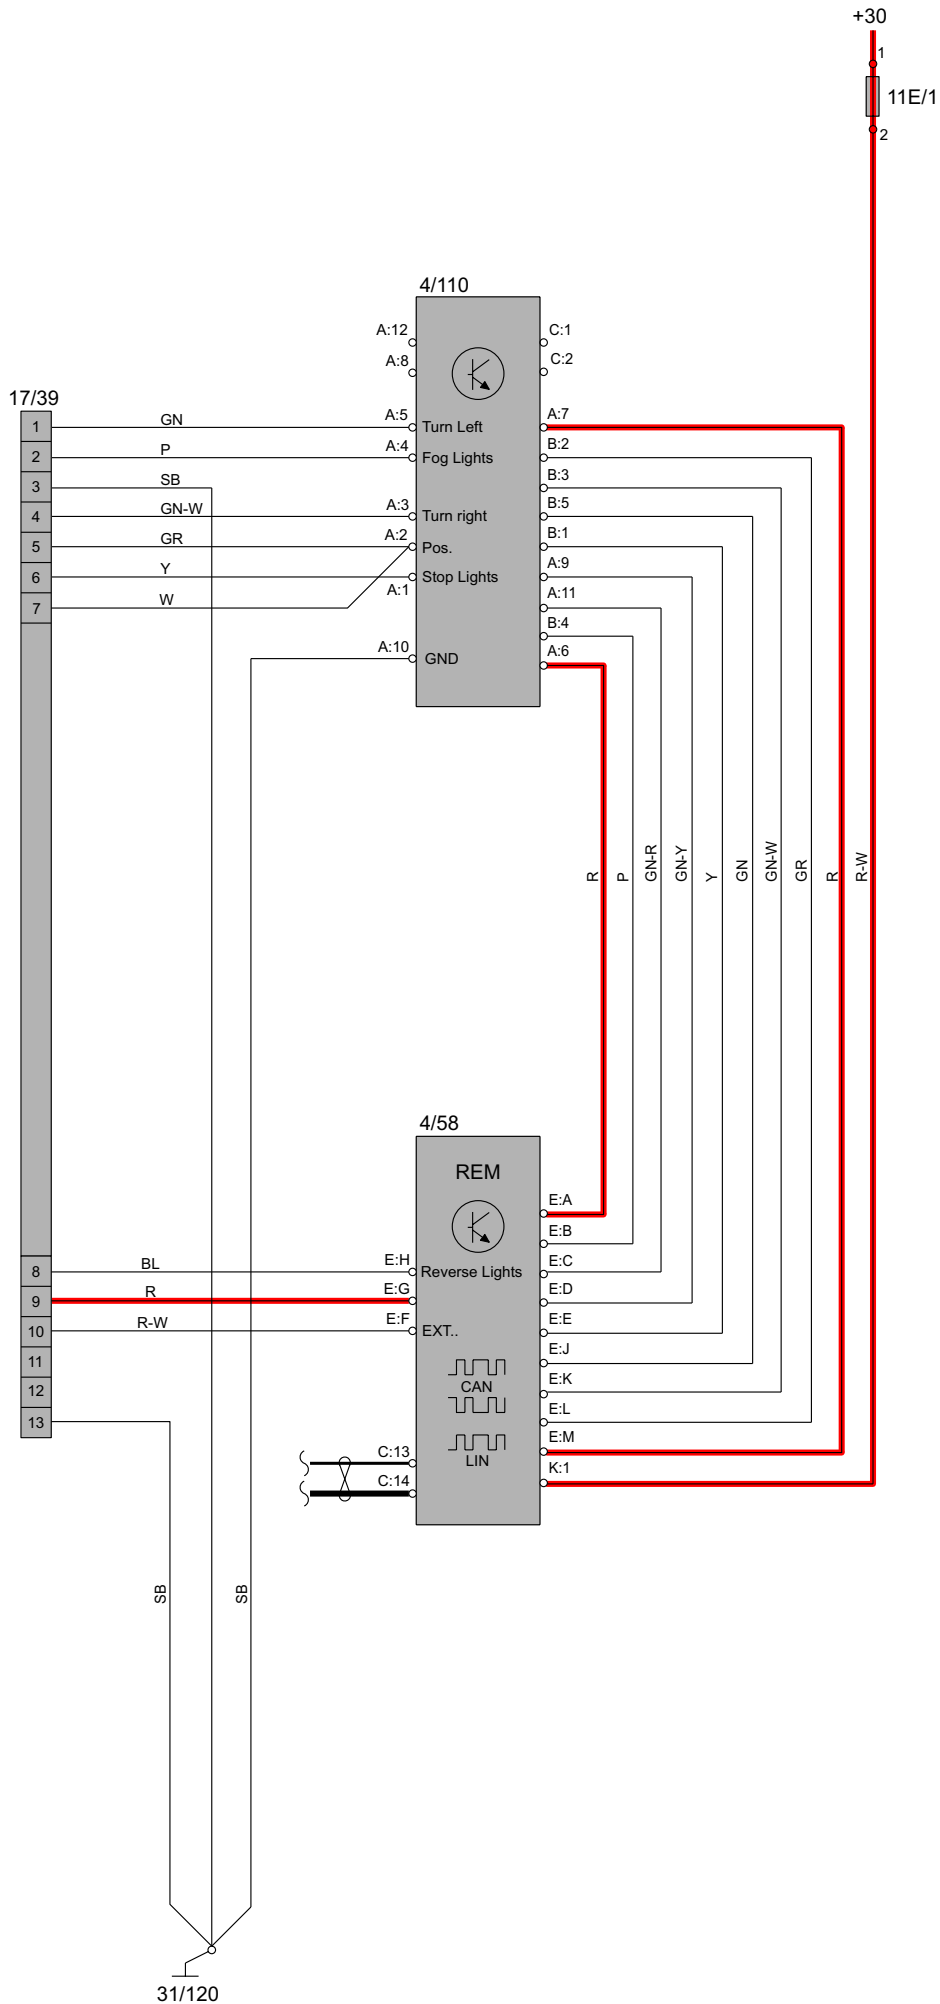 +30
1
11E/1
2
4/110
A:12
C:1
A:8
C:2
17/39
1 GN A:5 Turn Left A:7
2 P A:4 Fog Lights B:2
3 SB B:3
4 GN-W A:3 Turn right B:5
5 GR A:2 Pos. B:1
6 Y A:1 Stop Lights A:9
7 W A:11
B:4
A:10 GND A:6
R P GN-R GN-Y Y GN GN-W GR R R-W
4/58
REM
E:A
E:B
8 BL E:H Reverse Lights E:C
9 R E:G E:D
10 R-W E:F EXT.. E:E
11 E:J
12 CAN E:K
13 E:L
E:M
C:13 LIN K:1
C:14
SB SB
31/120